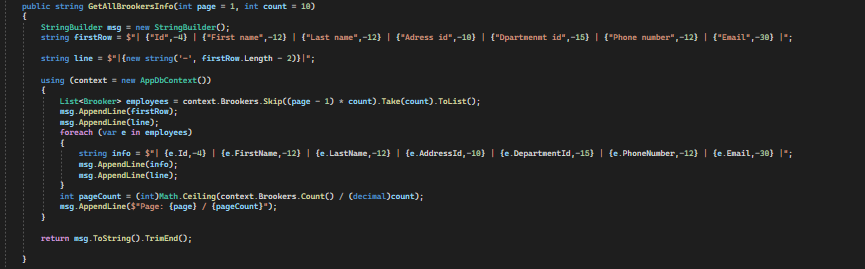 public string GetAllBrookersInfo(int page = 1, int count = 10)
{
StringBuilder msg = new StringBuilder();
string firstRow = $"| {"Id",-4} | {"First name",-12} | {"Last name",-12} | {"Adress id",-10} | {"Dpartmenmt id",-15} | {"Phone number",-12} | {"Email",-30} |";
string line = $"|{new string('-', firstRow.Length - 2)}|";
using (context = new AppDbContext())
{
List<Brooker> employees = context.Brookers.Skip((page - 1) * count).Take(count).ToList();
msg.AppendLine(firstRow);
msg.AppendLine(line);
foreach (var e in employees)
{
string info = $"| {e.Id,-4} | {e.FirstName,-12} | {e.LastName,-12} | {e.AddressId,-10} | {e.DepartmentId,-15} | {e.PhoneNumber,-12} | {e.Email,-30} |";
msg.AppendLine(info);
msg.AppendLine(line);
}
int pageCount = (int)Math.Ceiling(context.Brookers.Count() / (decimal)count);
msg.AppendLine($"Page: {page} / {pageCount}");
}
return msg.ToString().TrimEnd();
}